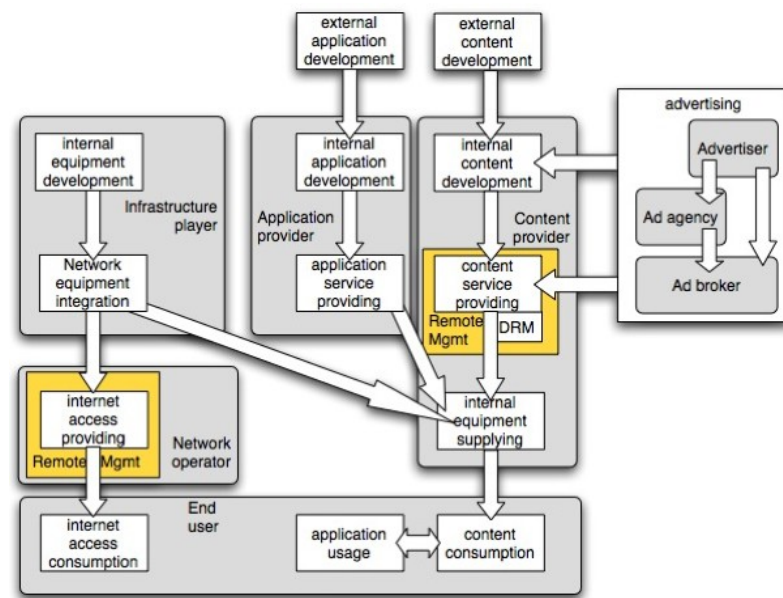 external
application
development
external
content
development
advertising
Advertiser
Ad agency
Ad broker
internal
equipment
development
Infrastructure
player
Network
equipment
integration
internal
application
development
Application
provider
application
service
providing
internal
content
development
Content
provider
content
service
providing
Remote
Mgmt
DRM
internal
equipment
supplying
internet
access
providing
Remote Mgmt
Network
operator
End
user
internet
access
consumption
application
usage
content
consumption